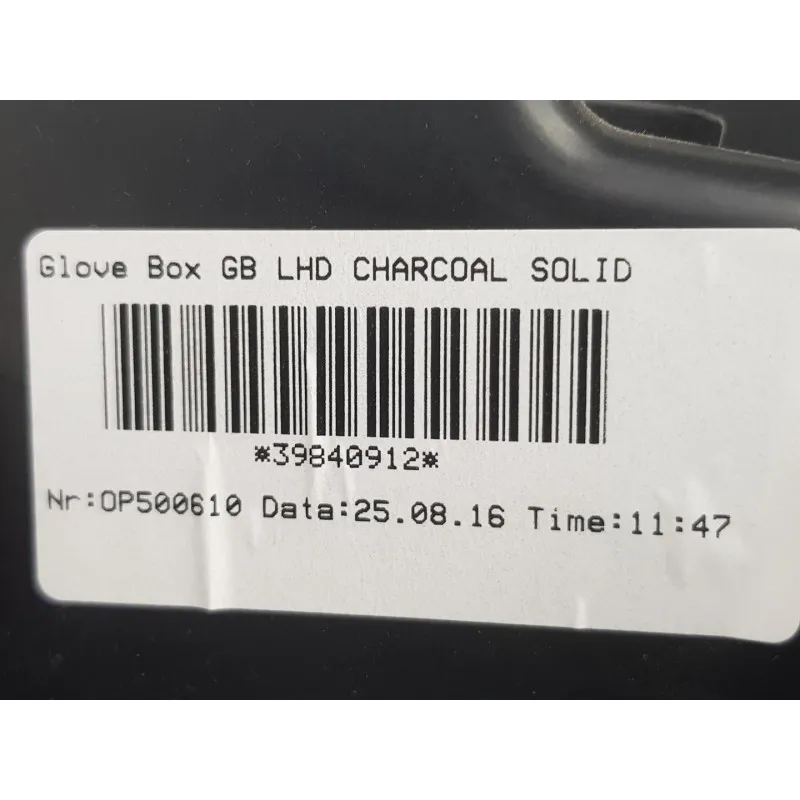 Glove Box GB LHD CHARCOAL SOLID
*39840912*
Nr:OP500610 Data:25.08.16 Time:11:47